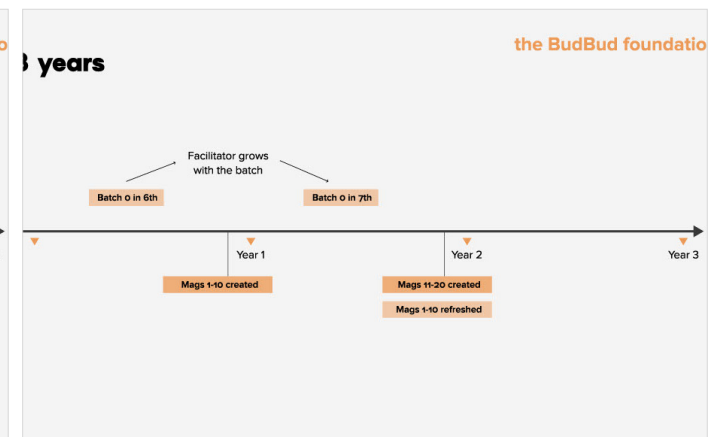 the BudBud foundatio
3 years
Facilitator grows
with the batch
Batch 0 in 6th
Batch 0 in 7th
Year 1
Year 2
Year 3
Mags 1-10 created
Mags 11-20 created
Mags 1-10 refreshed